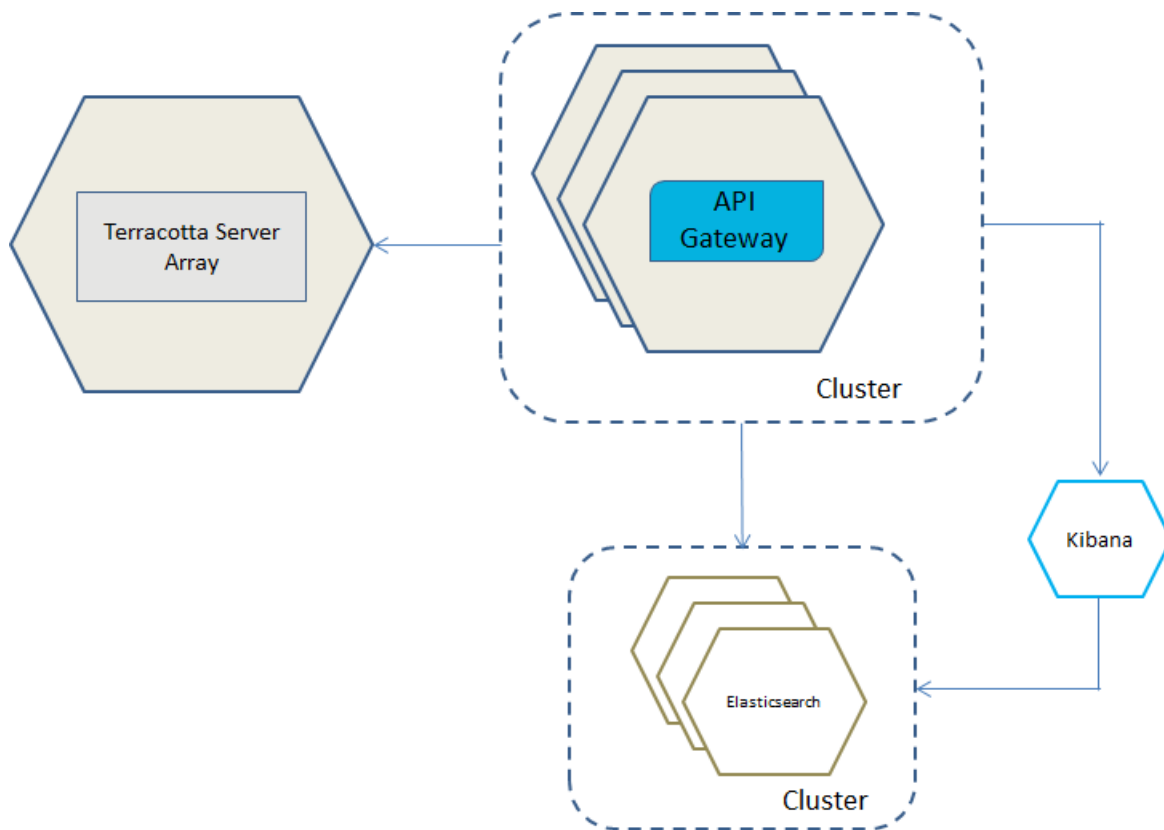 API
Gateway
Terracotta Server
Array
Cluster
Kibana
Elasticsearch
Cluster